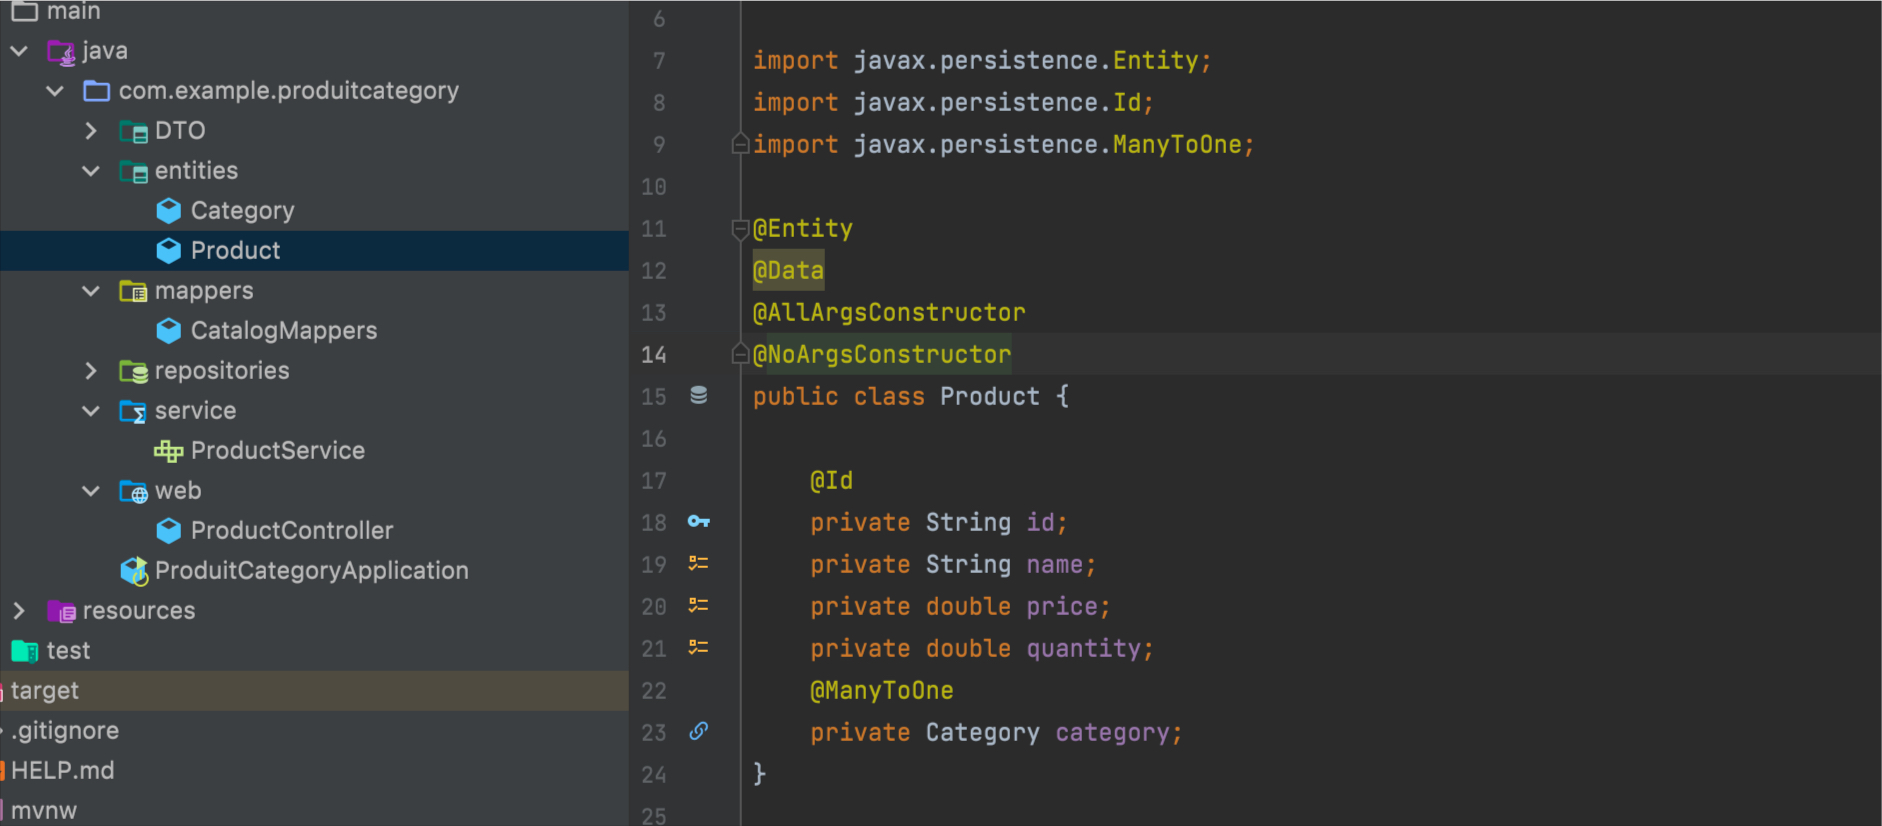 main
java
com.example.produitcategory
DTO
entities
Category
Product
mappers
CatalogMappers
repositories
service
ProductService
web
ProductController
ProduitCategoryApplication
resources
test
target
.gitignore
HELP.md
mvnw
6
7 import javax.persistence.Entity;
8 import javax.persistence.Id;
9 import javax.persistence.ManyToOne;
10
11 @Entity
12 @Data
13 @AllArgsConstructor
14 @NoArgsConstructor
15 public class Product {
16
17 @Id
18 private String id;
19 private String name;
20 private double price;
21 private double quantity;
22 @ManyToOne
23 private Category category;
24 }
25